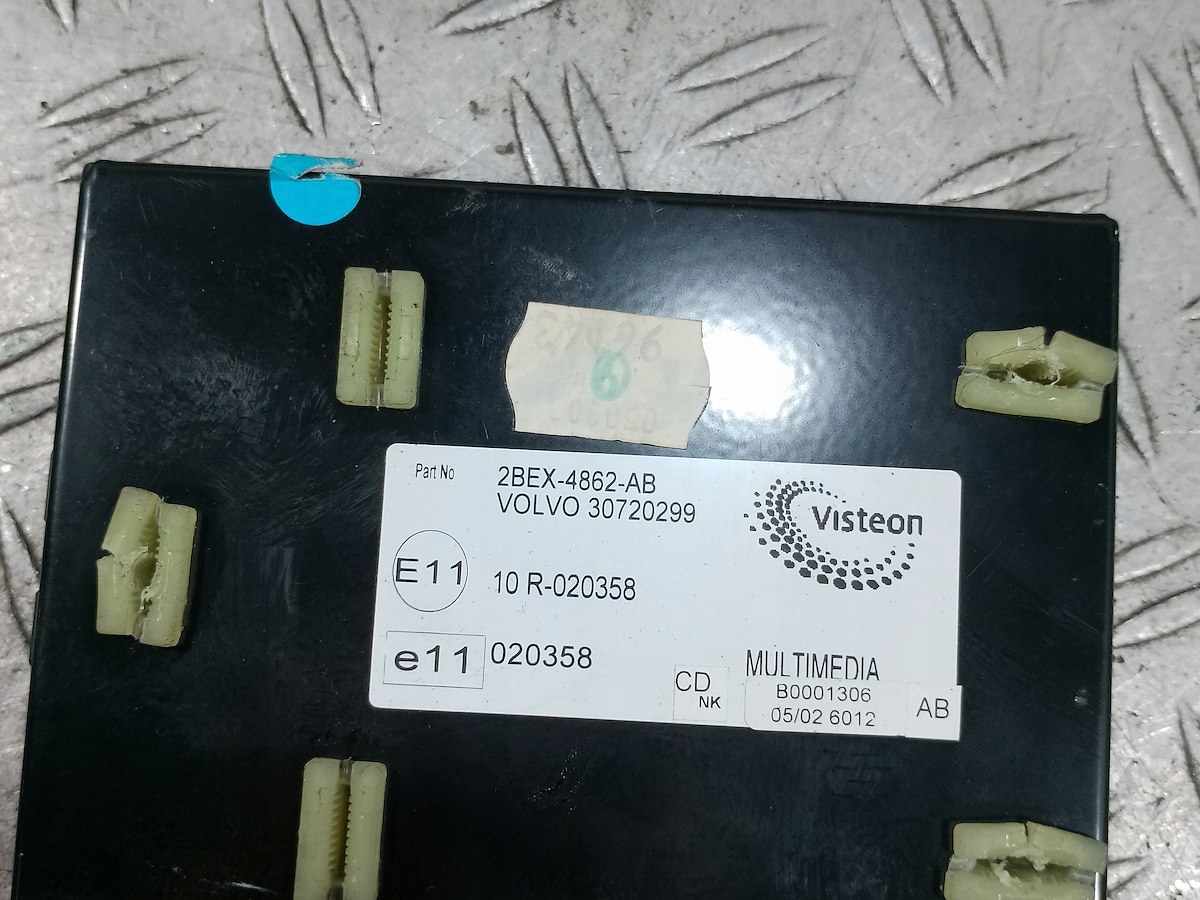 Part No
2BEX-4862-AB
VOLVO 30720299
Visteon
E11
10 R-020358
e11
020358
MULTIMEDIA
CD
NK
B0001306
05/02 6012
AB